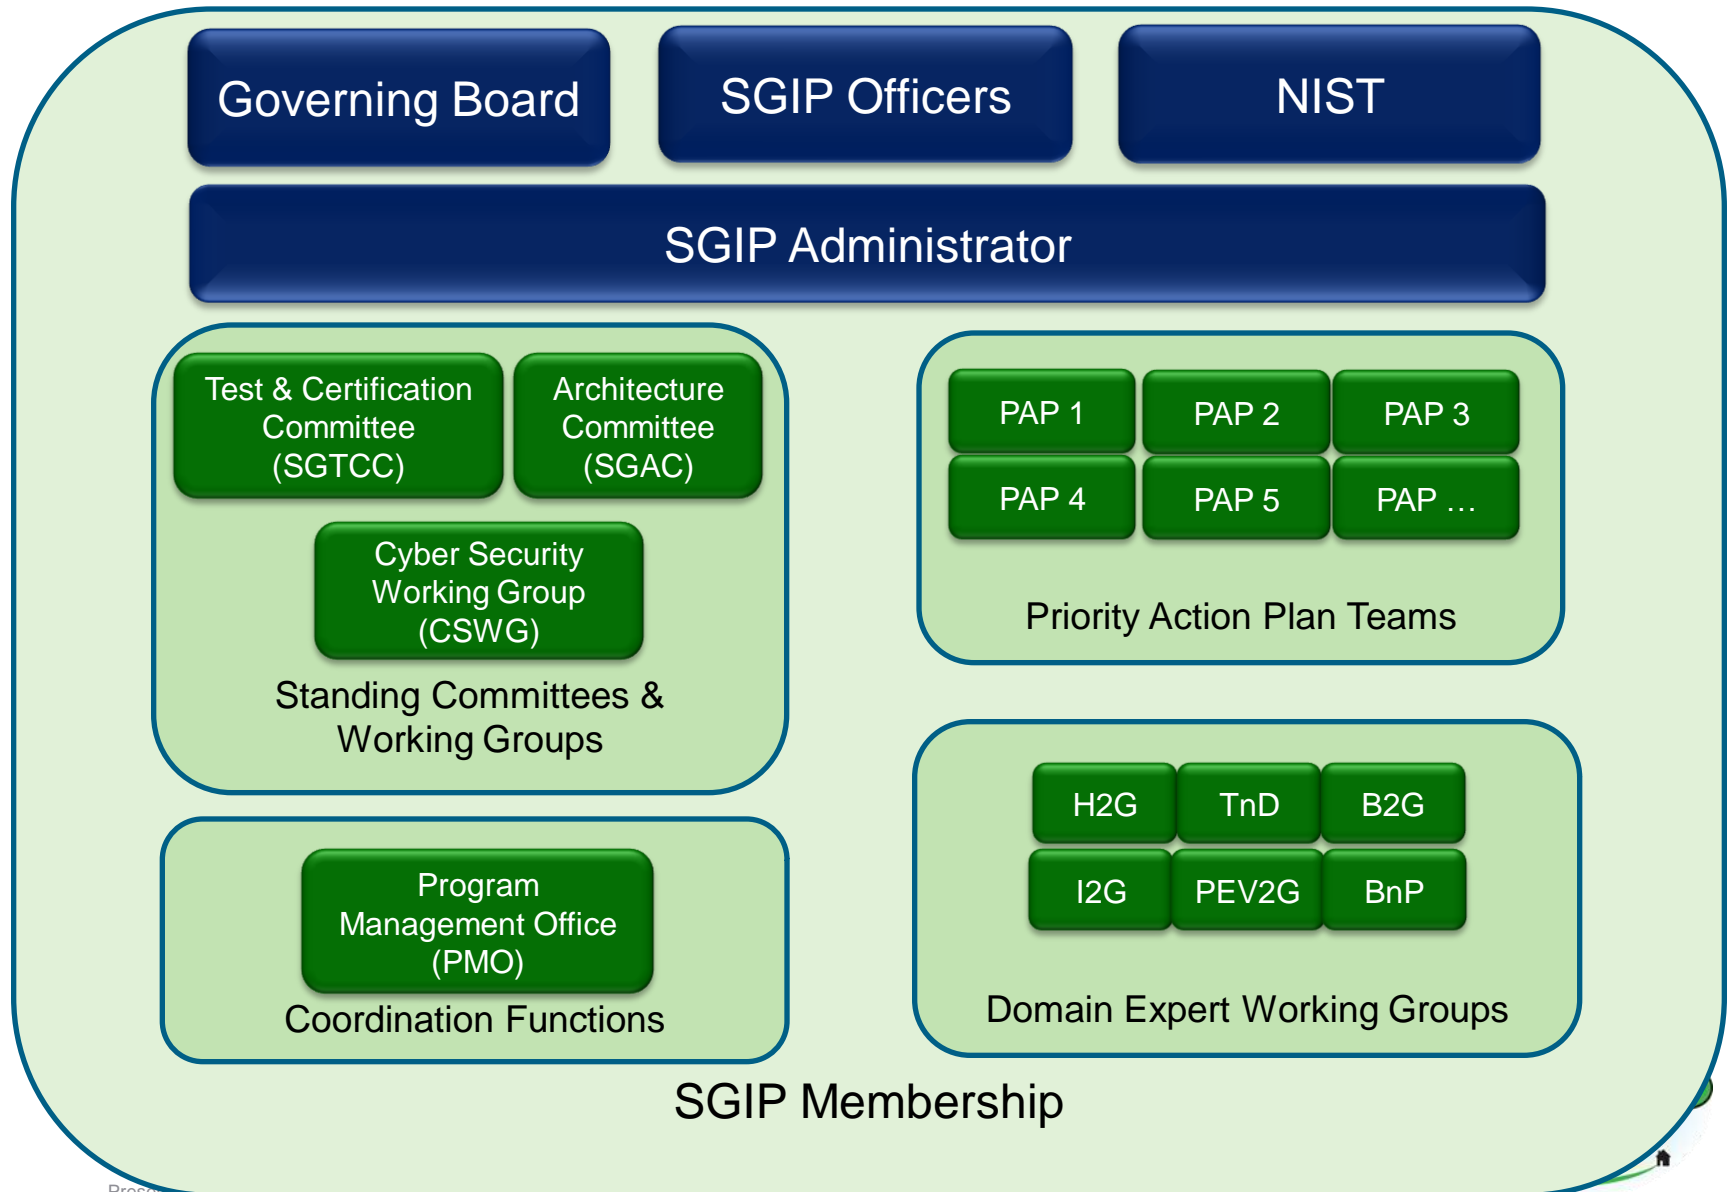 Governing Board
SGIP Officers
NIST
SGIP Administrator
Test & Certification
Committee
(SGTCC)
Architecture
Committee
(SGAC)
Cyber Security
Working Group
(CSWG)
Standing Committees &
Working Groups
PAP 1
PAP 2
PAP 3
PAP 4
PAP 5
PAP …
Priority Action Plan Teams
Program
Management Office
(PMO)
Coordination Functions
H2G
TnD
B2G
I2G
PEV2G
BnP
Domain Expert Working Groups
SGIP Membership